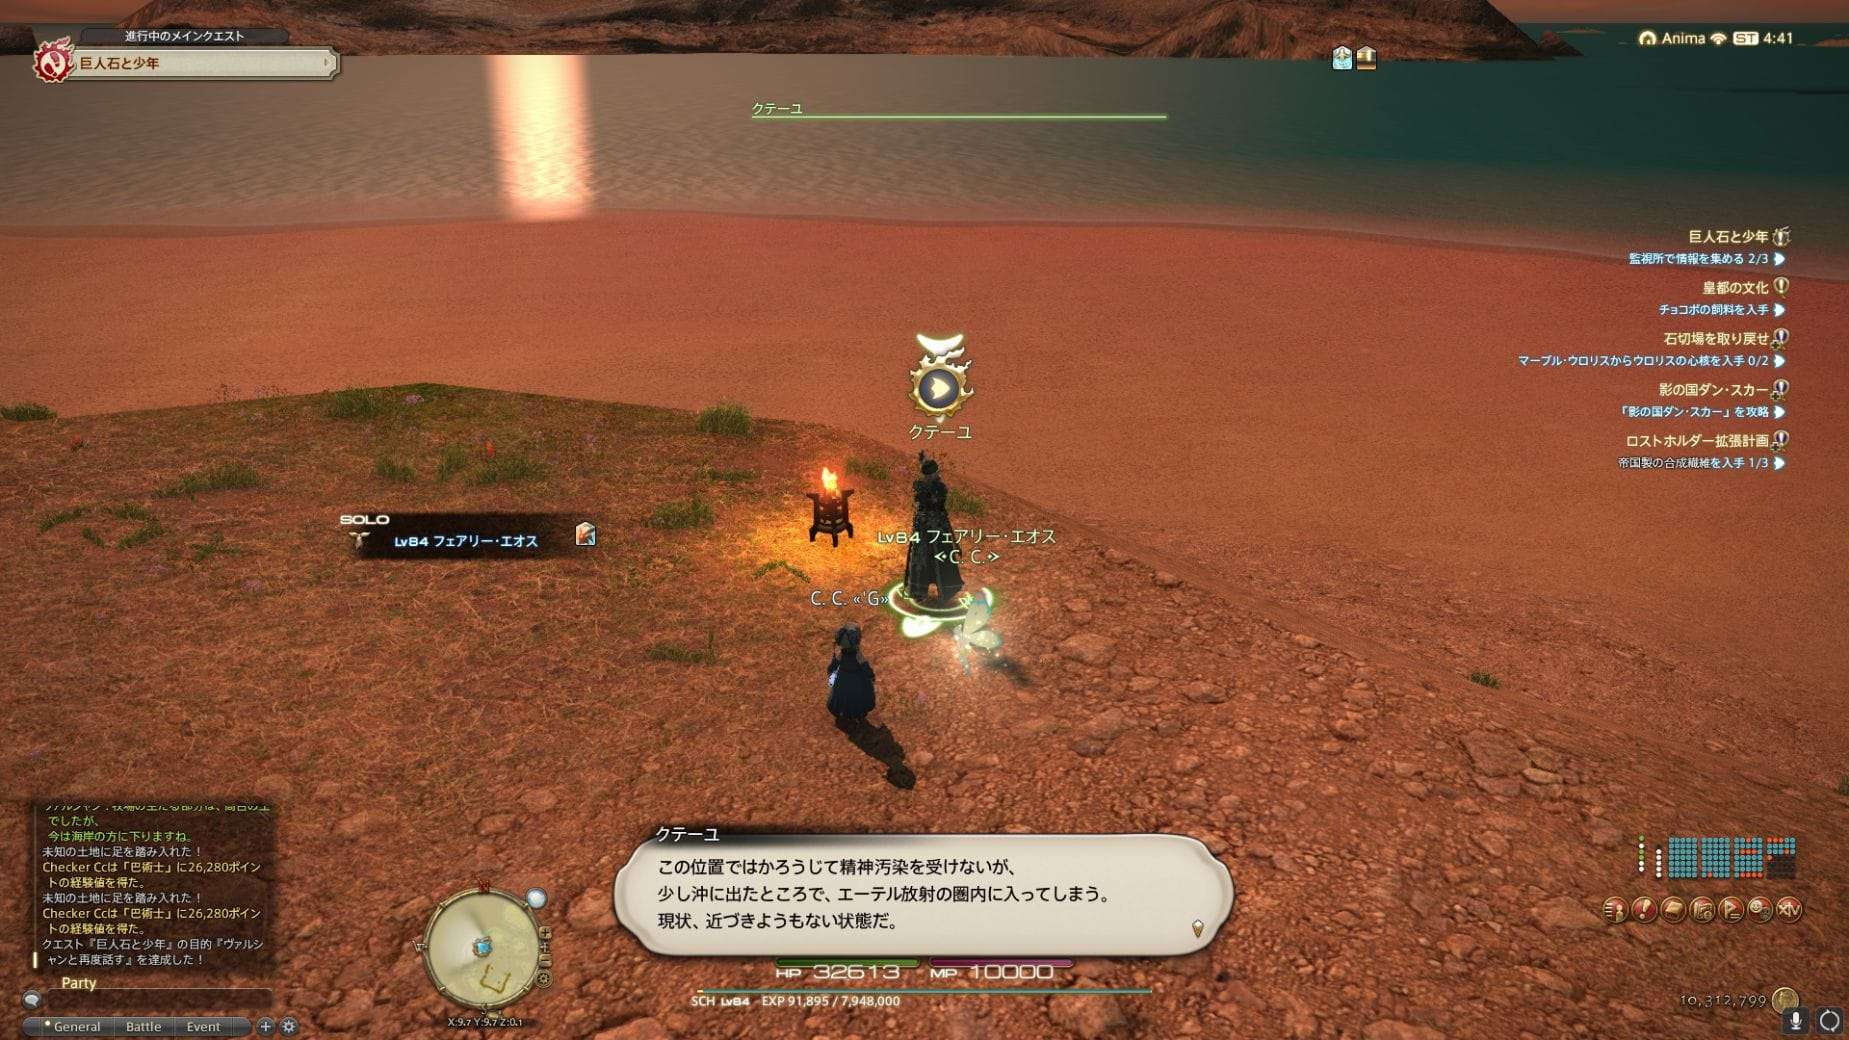 進行中のメインクエスト
巨人石と少年
Anima ST 4:41
クテーユ
巨人石と少年
監視所で情報を集める 2/3
皇都の文化
チョコボの飼料を入手
石切場を取り戻せ
マーブル・ウロリスからウロリスの心核を入手 0/2
影の国ダン・スカー
「影の国ダン・スカー」を攻略
ロストホルダー拡張計画
帝国製の合成繊維を入手 1/3
クテーユ
SOLO
Lv84 フェアリー・エオス
Lv84 フェアリー・エオス
<•C. C.•>
C. C. «'G»
でしたが、
今は海岸の方に下りますね。
未知の土地に足を踏み入れた！
Checker Ccは「巴術士」に26,280ポイン
トの経験値を得た。
未知の土地に足を踏み入れた！
Checker Ccは「巴術士」に26,280ポイン
トの経験値を得た。
クエスト『巨人石と少年』の目的『ヴァルシ
ャンと再度話す』を達成した！
Party
General Battle Event
X:9.7 Y:9.7 Z:0.1
クテーユ
この位置ではかろうじて精神汚染を受けないが、
少し沖に出たところで、エーテル放射の圏内に入ってしまう。
現状、近づきようもない状態だ。
HP 32613 MP 10000
SCH Lv84 EXP 91,895 / 7,948,000
10,312,799